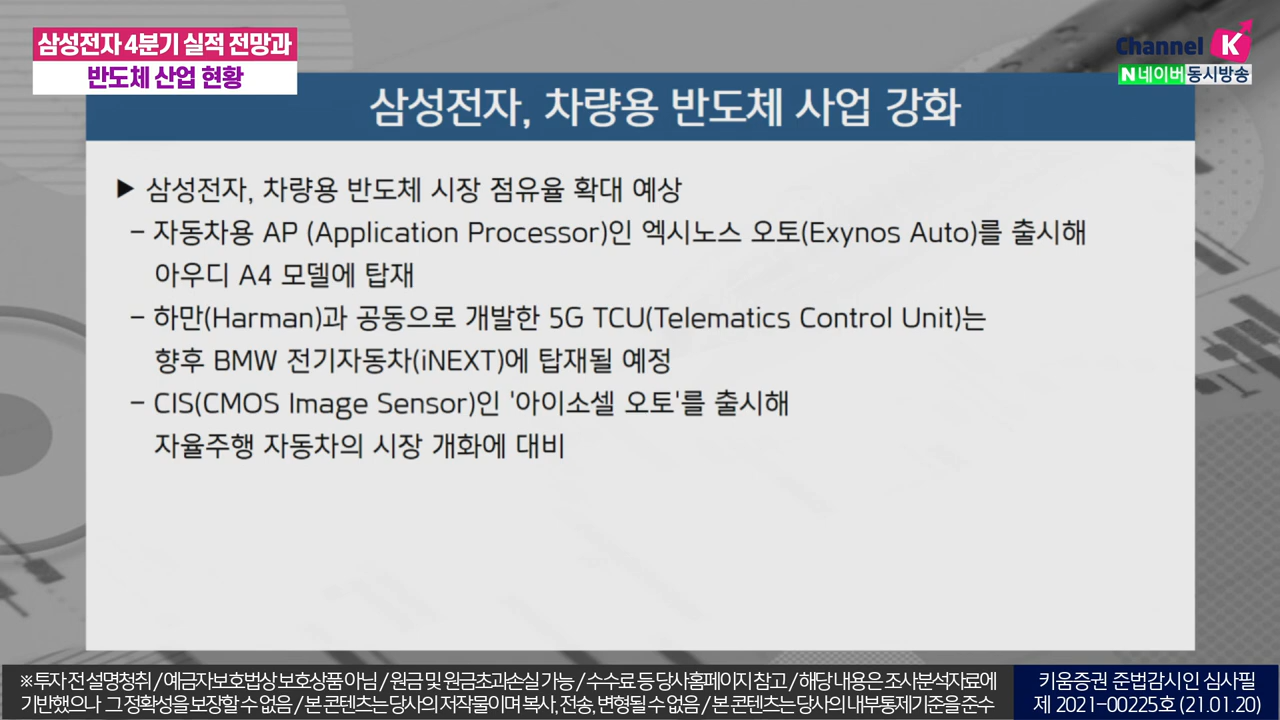 삼성전자 4분기 실적 전망과
반도체 산업 현황
Channel K
N 네이버 동시방송
삼성전자, 차량용 반도체 사업 강화
▶ 삼성전자, 차량용 반도체 시장 점유율 확대 예상
– 자동차용 AP (Application Processor)인 엑시노스 오토(Exynos Auto)를 출시해
아우디 A4 모델에 탑재
– 하만(Harman)과 공동으로 개발한 5G TCU(Telematics Control Unit)는
향후 BMW 전기자동차(iNEXT)에 탑재될 예정
– CIS(CMOS Image Sensor)인 '아이소셀 오토'를 출시해
자율주행 자동차의 시장 개화에 대비
※ 투자 전 설명청취 / 예금자보호법상 보호상품 아님 / 원금 및 원금초과손실 가능 / 수수료 등 당사홈페이지 참고 / 해당 내용은 조사분석자료에
기반했으나 그 정확성을 보장할 수 없음 / 본 콘텐츠는 당사의 저작물이며 복사, 전송, 변형될 수 없음 / 본 콘텐츠는 당사의 내부통제기준을 준수
키움증권 준법감시인 심사필
제 2021-00225호 (21.01.20)